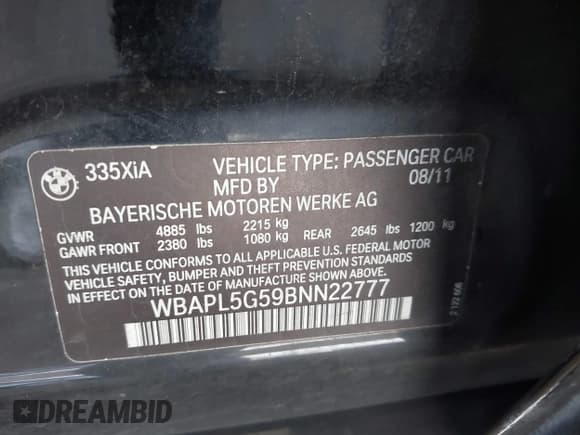 BMW
335XiA
VEHICLE TYPE: PASSENGER CAR
MFD BY 08/11
BAYERISCHE MOTOREN WERKE AG
GVWR 4885 lbs 2215 kg
GAWR FRONT 2380 lbs 1080 kg REAR 2645 lbs 1200 kg
THIS VEHICLE CONFORMS TO ALL APPLICABLE U.S. FEDERAL MOTOR
VEHICLE SAFETY, BUMPER AND THEFT PREVENTION STANDARDS
IN EFFECT ON THE DATE OF MANUFACTURE SHOWN ABOVE.
WBAPL5G59BNN22777
DREAMBID